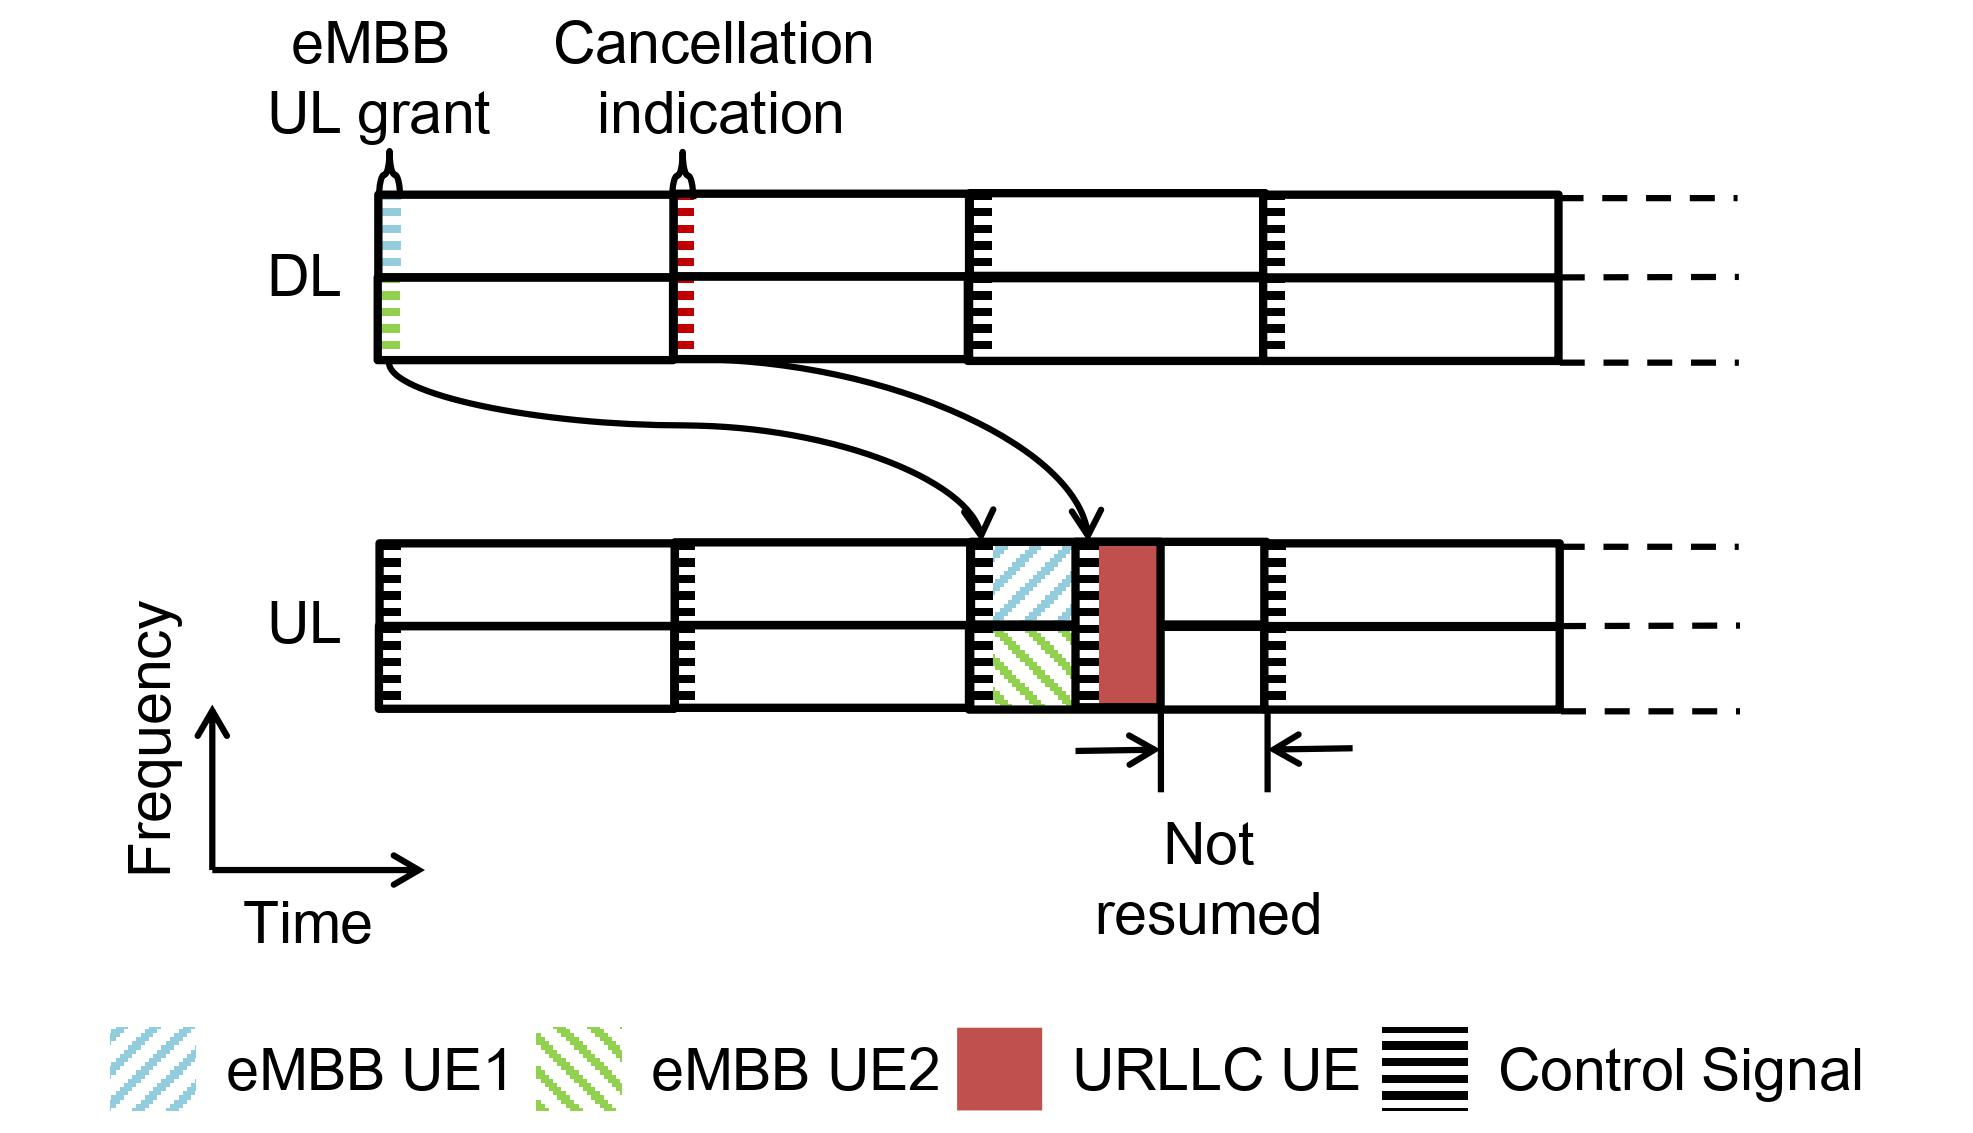 eMBB
UL grant
Cancellation
indication
DL
UL
Frequency
Time
Not
resumed
eMBB UE1
eMBB UE2
URLLC UE
Control Signal